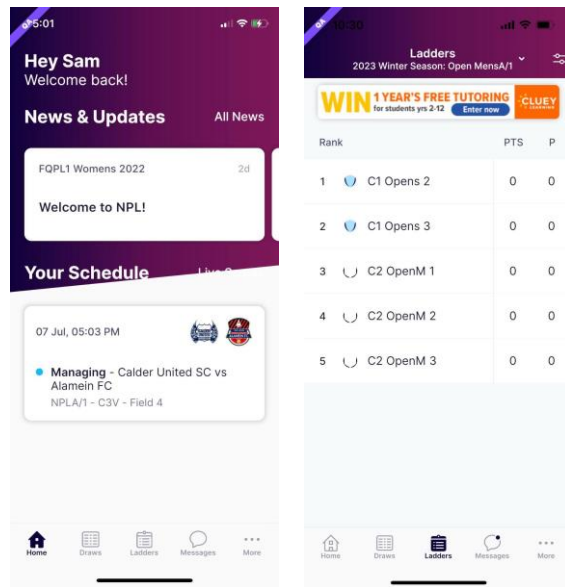 5:01
Hey Sam
Welcome back!
News & Updates
All News
FQPL1 Womens 2022
2d
Welcome to NPL!
Your Schedule
07 Jul, 05:03 PM
Managing - Calder United SC vs
Alamein FC
NPLA/1 - C3V - Field 4
Home Draws Ladders Messages More
10:30
Ladders
2023 Winter Season: Open MensA/1
WIN 1 YEAR'S FREE TUTORING
for students yrs 2-12 Enter now
CLUEY
LEARNING
Rank PTS P
1 C1 Opens 2 0 0
2 C1 Opens 3 0 0
3 C2 OpenM 1 0 0
4 C2 OpenM 2 0 0
5 C2 OpenM 3 0 0
Home Draws Ladders Messages More